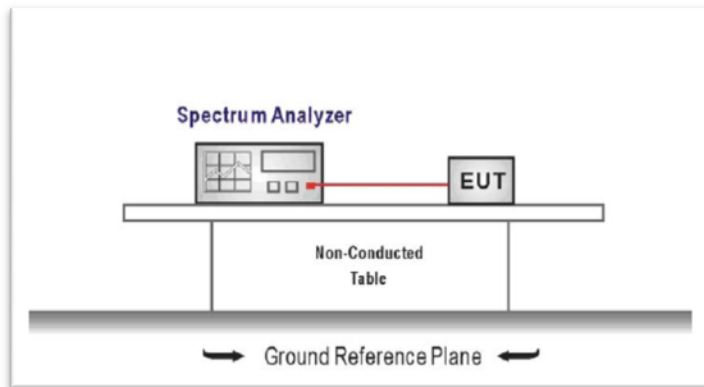 Spectrum Analyzer
EUT
Non-Conducted
Table
Ground Reference Plane